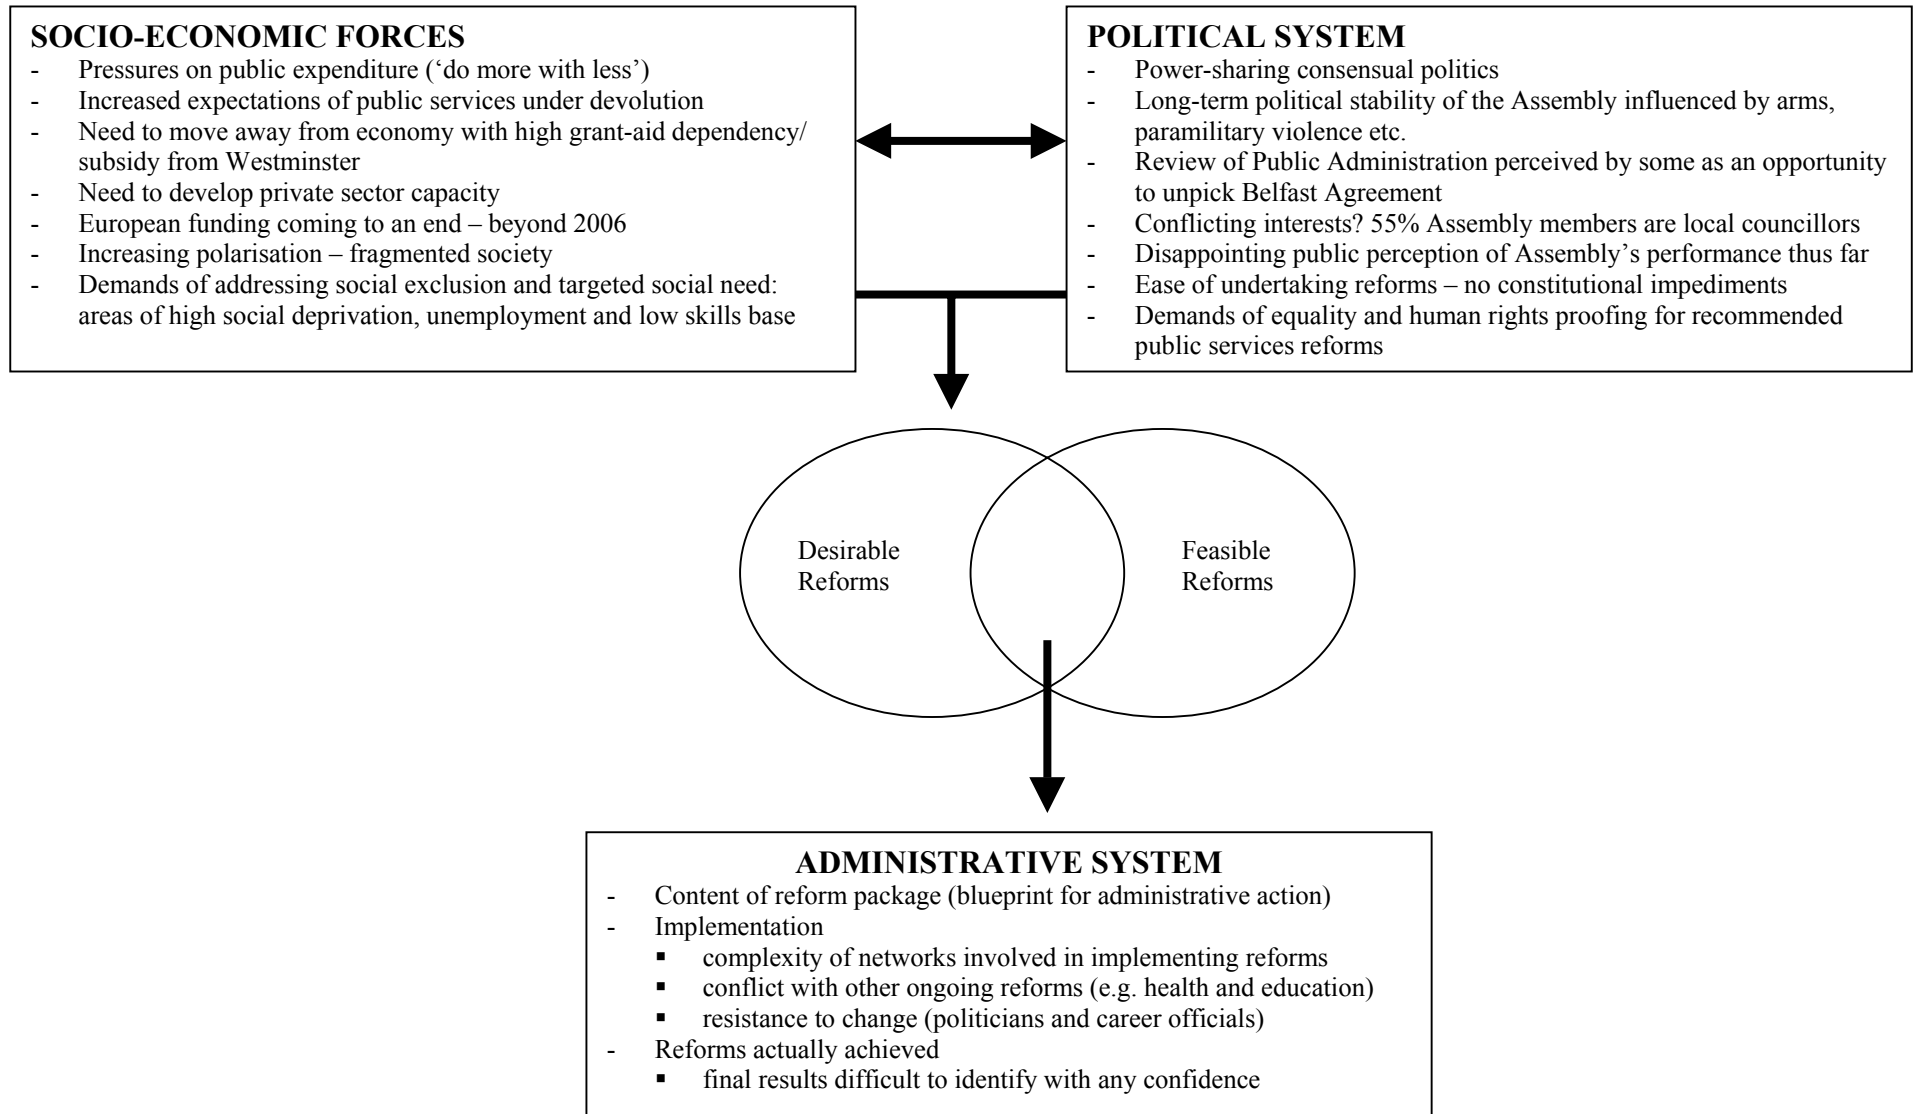 SOCIO-ECONOMIC FORCES
- Pressures on public expenditure (‘do more with less’)
- Increased expectations of public services under devolution
- Need to move away from economy with high grant-aid dependency/
subsidy from Westminster
- Need to develop private sector capacity
- European funding coming to an end – beyond 2006
- Increasing polarisation – fragmented society
- Demands of addressing social exclusion and targeted social need:
areas of high social deprivation, unemployment and low skills base
POLITICAL SYSTEM
- Power-sharing consensual politics
- Long-term political stability of the Assembly influenced by arms,
paramilitary violence etc.
- Review of Public Administration perceived by some as an opportunity
to unpick Belfast Agreement
- Conflicting interests? 55% Assembly members are local councillors
- Disappointing public perception of Assembly’s performance thus far
- Ease of undertaking reforms – no constitutional impediments
- Demands of equality and human rights proofing for recommended
public services reforms
Desirable
Reforms
Feasible
Reforms
ADMINISTRATIVE SYSTEM
- Content of reform package (blueprint for administrative action)
- Implementation
▪ complexity of networks involved in implementing reforms
▪ conflict with other ongoing reforms (e.g. health and education)
▪ resistance to change (politicians and career officials)
- Reforms actually achieved
▪ final results difficult to identify with any confidence